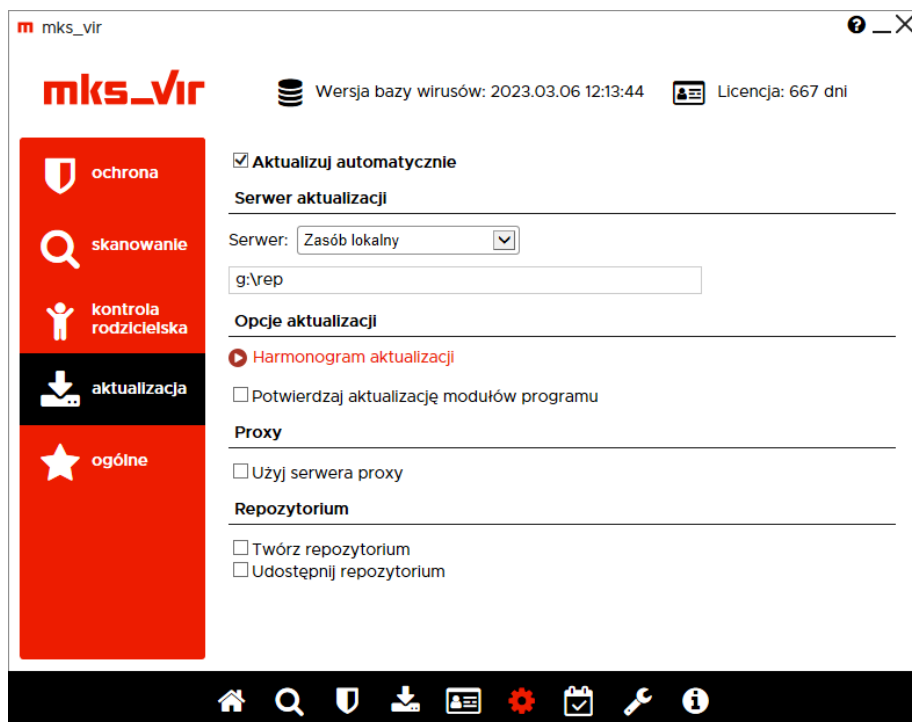 mks_vir
mks_vir
Wersja bazy wirusów: 2023.03.06 12:13:44
Licencja: 667 dni
ochrona
skanowanie
kontrola
rodzicielska
aktualizacja
ogólne
Aktualizuj automatycznie
Serwer aktualizacji
Serwer: Zasób lokalny
g:\rep
Opcje aktualizacji
Harmonogram aktualizacji
Potwierdzaj aktualizację modułów programu
Proxy
Użyj serwera proxy
Repozytorium
Twórz repozytorium
Udostępnij repozytorium